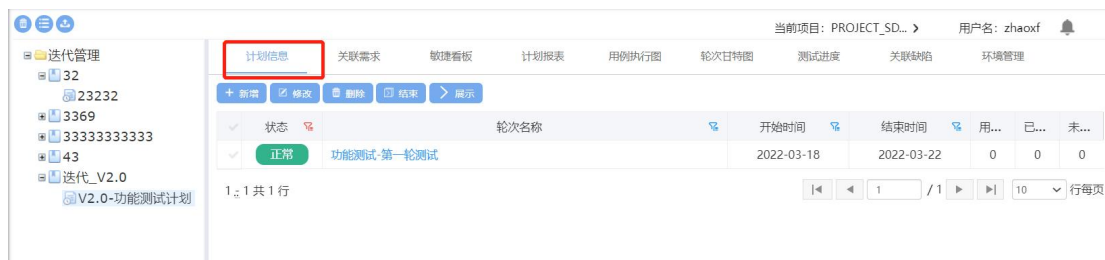 当前项目：PROJECT_SD... 用户名：zhaoxf
迭代管理
32
23232
3369
33333333333
43
迭代_V2.0
V2.0-功能测试计划
计划信息 关联需求 敏捷看板 计划报表 用例执行图 轮次甘特图 测试进度 关联缺陷 环境管理
+ 新增 修改 删除 结束 展示
状态 轮次名称 开始时间 结束时间 用... 已... 未...
正常 功能测试-第一轮测试 2022-03-18 2022-03-22 0 0 0
1 - 1 共 1 行 1 / 1 10 行每页